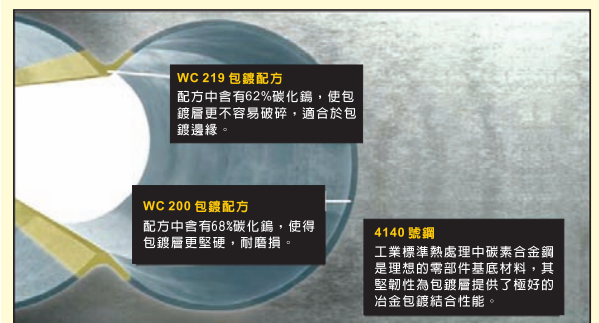 WC 219 包鍍配方
配方中含有62%碳化鎢，使包
鍍層更不容易破碎，適合於包
鍍邊緣。
WC 200 包鍍配方
配方中含有68%碳化鎢，使得
包鍍層更堅硬，耐磨損。
4140 號鋼
工業標準熱處理中碳素合金鋼
是理想的零部件基底材料，其
堅韌性為包鍍層提供了極好的
冶金包鍍結合性能。